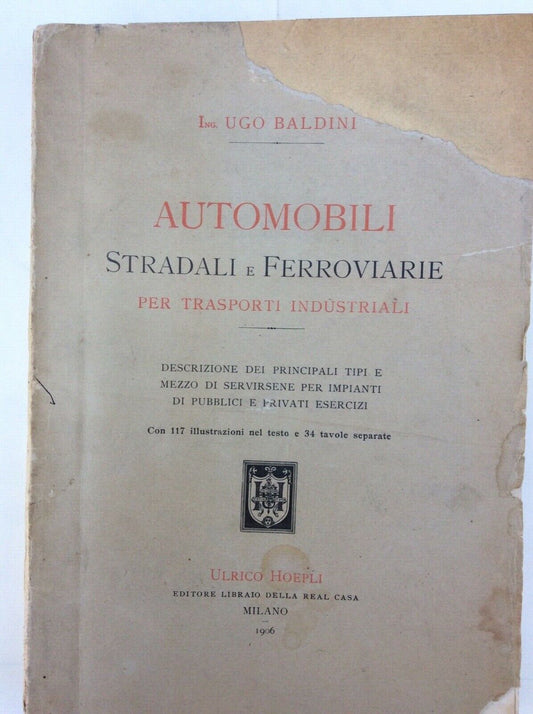 Ing. UGO BALDINI
AUTOMOBILI
STRADALI E FERROVIARIE
PER TRASPORTI INDUSTRIALI
DESCRIZIONE DEI PRINCIPALI TIPI E
MEZZO DI SERVIRSENE PER IMPIANTI
DI PUBBLICI E PRIVATI ESERCIZI
Con 117 illustrazioni nel testo e 34 tavole separate
ULRICO HOEPLI
EDITORE LIBRAIO DELLA REAL CASA
MILANO
1906